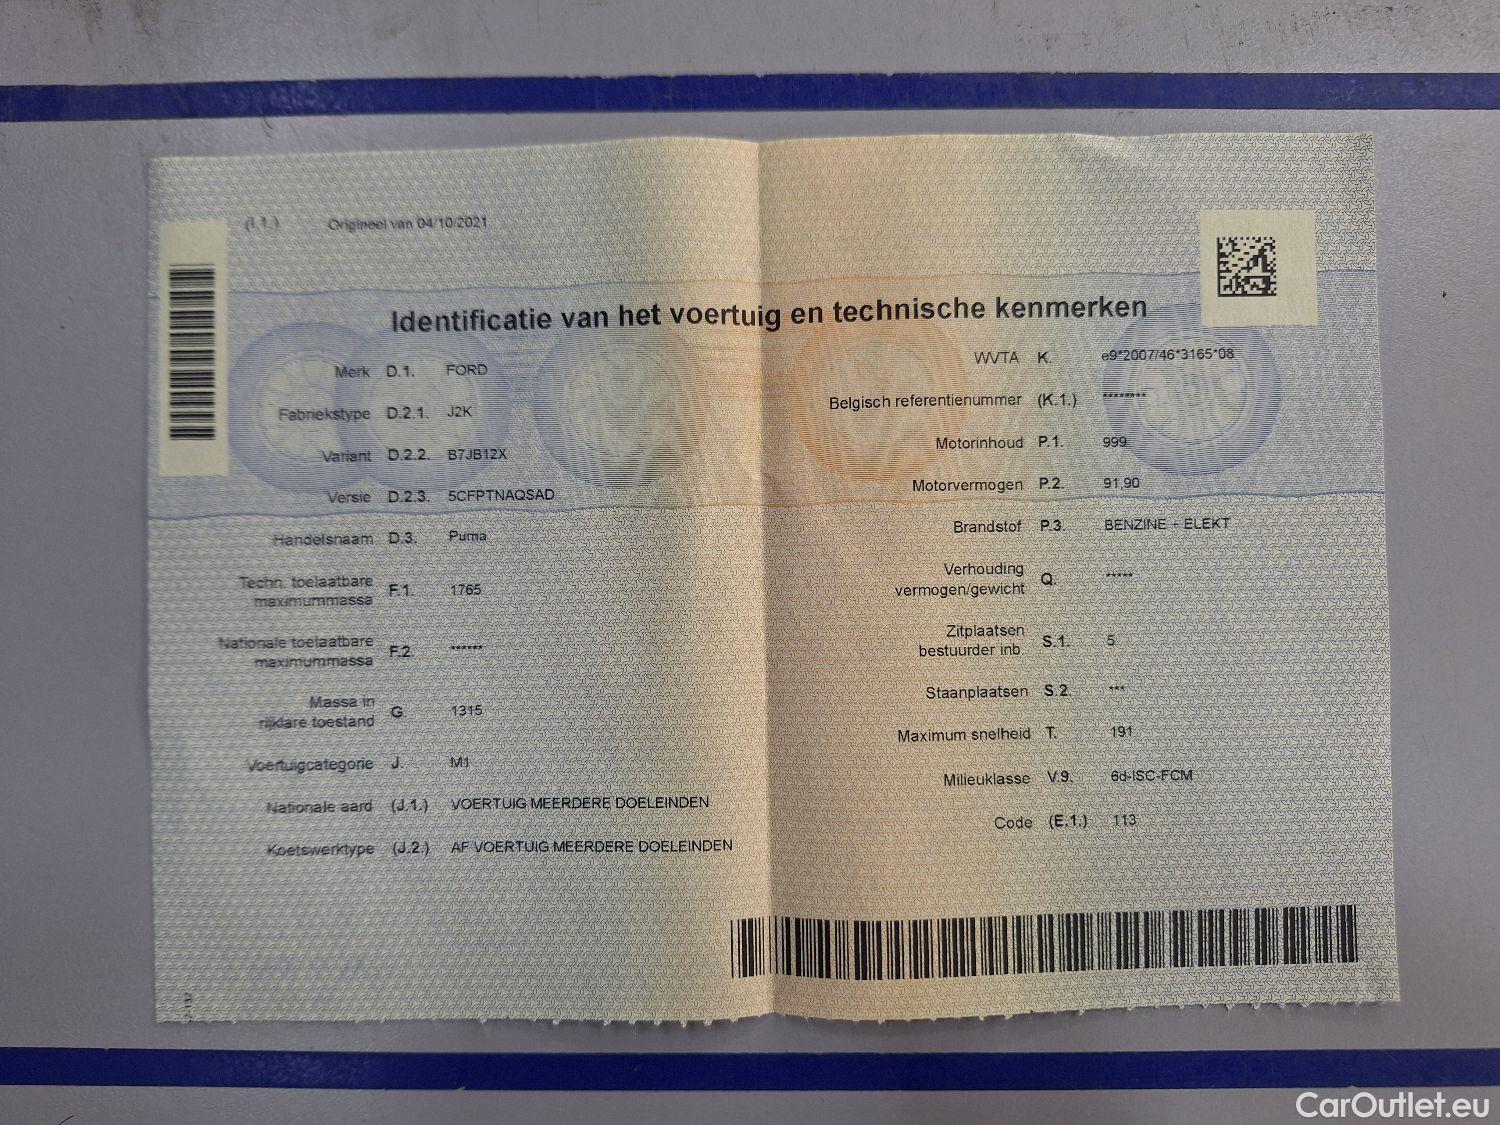 (I.1.) Origineel van 04/10/2021
Identificatie van het voertuig en technische kenmerken
Merk D.1. FORD
Fabriekstype D.2.1. J2K
Variant D.2.2. B7JB12X
Versie D.2.3. 5CFPTNAQSAD
Handelsnaam D.3. Puma
Techn. toelaatbare
maximummassa F.1. 1765
Nationale toelaatbare
maximummassa F.2. ******
Massa in
rijklare toestand G. 1315
Voertuigcategorie J. M1
Nationale aard (J.1.) VOERTUIG MEERDERE DOELEINDEN
Koetswerktype (J.2.) AF VOERTUIG MEERDERE DOELEINDEN
WVTA K. e9*2007/46*3165*08
Belgisch referentienummer (K.1.) ********
Motorinhoud P.1. 999
Motorvermogen P.2. 91,90
Brandstof P.3. BENZINE + ELEKT
Verhouding
vermogen/gewicht Q. *****
Zitplaatsen
bestuurder inb. S.1. 5
Staanplaatsen S.2. ***
Maximum snelheid T. 191
Milieuklasse V.9. 6d-ISC-FCM
Code (E.1.) 113
CarOutlet.eu